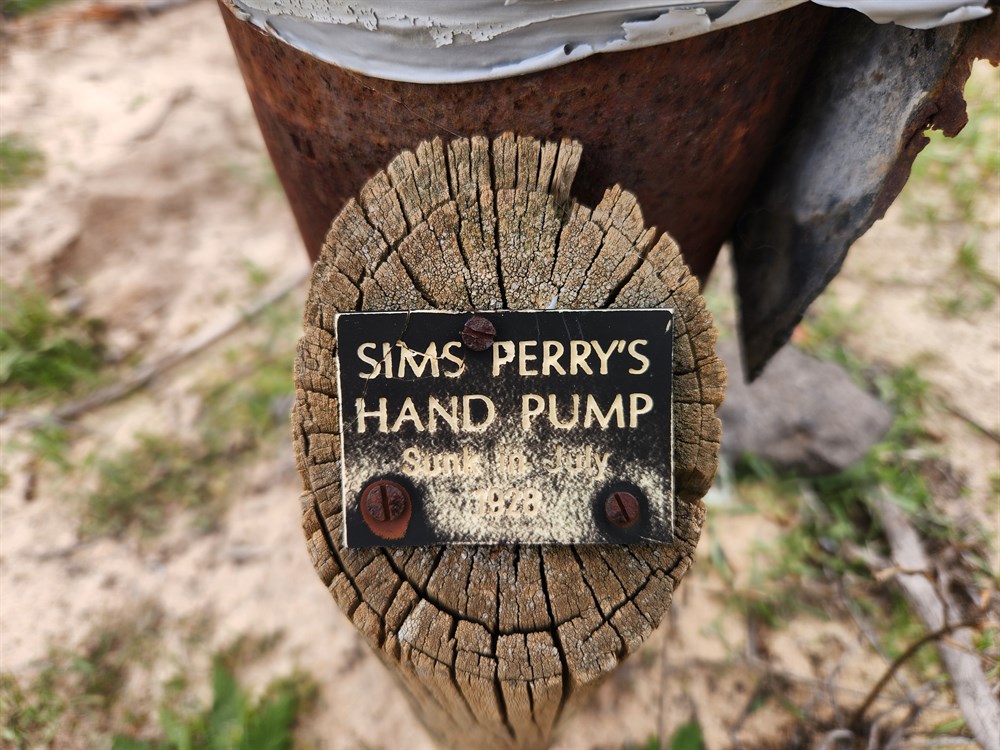 SIMS PERRY'S
HAND PUMP
Sunk in July
1928